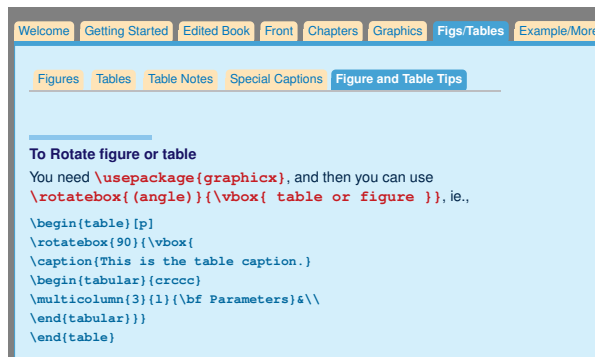 Welcome Getting Started Edited Book Front Chapters Graphics Figs/Tables Example/More
Figures Tables Table Notes Special Captions Figure and Table Tips
To Rotate figure or table
You need \usepackage{graphicx}, and then you can use
\rotatebox{(angle)}{\vbox{ table or figure }}, ie.,
\begin{table}[p]
\rotatebox{90}{\vbox{
\caption{This is the table caption.}
\begin{tabular}{crccc}
\multicolumn{3}{l}{\bf Parameters}&\\
\end{tabular}}}
\end{table}